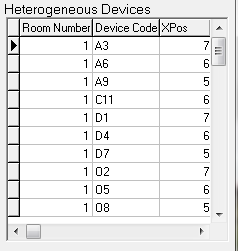 Heterogeneous Devices
Room Number Device Code XPos
1 A3 7
1 A6 6
1 A9 5
1 C11 6
1 D1 7
1 D4 6
1 D7 5
1 O2 7
1 O5 6
1 O8 5